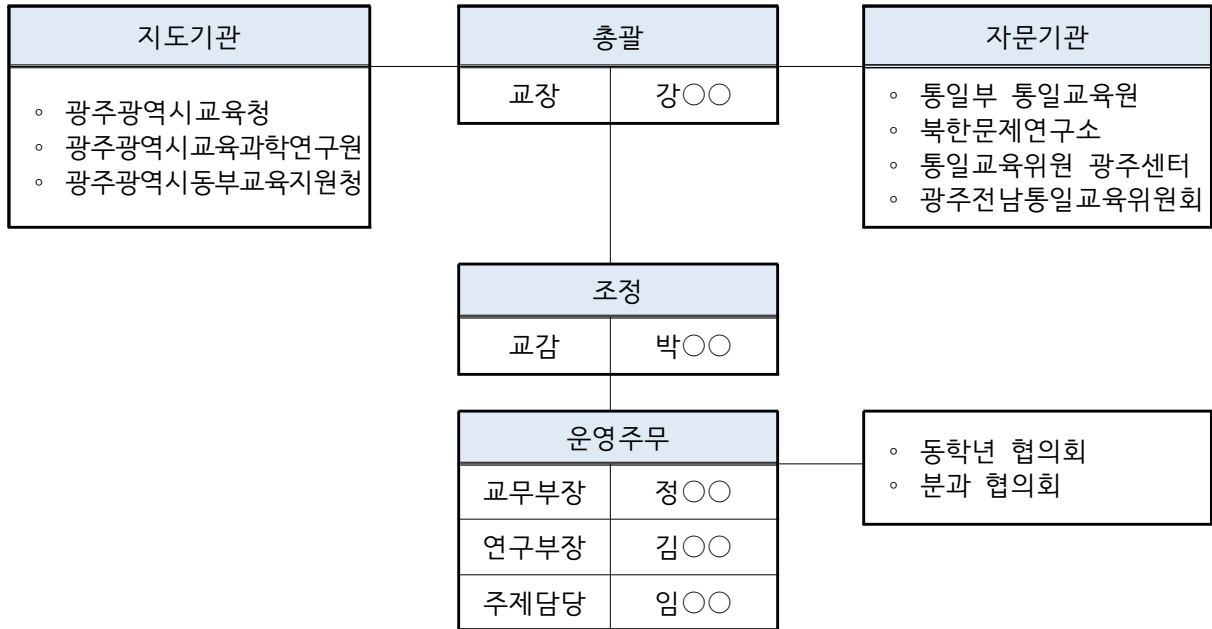 지도기관
◦ 광주광역시교육청
◦ 광주광역시교육과학연구원
◦ 광주광역시동부교육지원청
총괄
교장 강○○
자문기관
◦ 통일부 통일교육원
◦ 북한문제연구소
◦ 통일교육위원 광주센터
◦ 광주전남통일교육위원회
조정
교감 박○○
운영주무
교무부장 정○○
연구부장 김○○
주제담당 임○○
◦ 동학년 협의회
◦ 분과 협의회